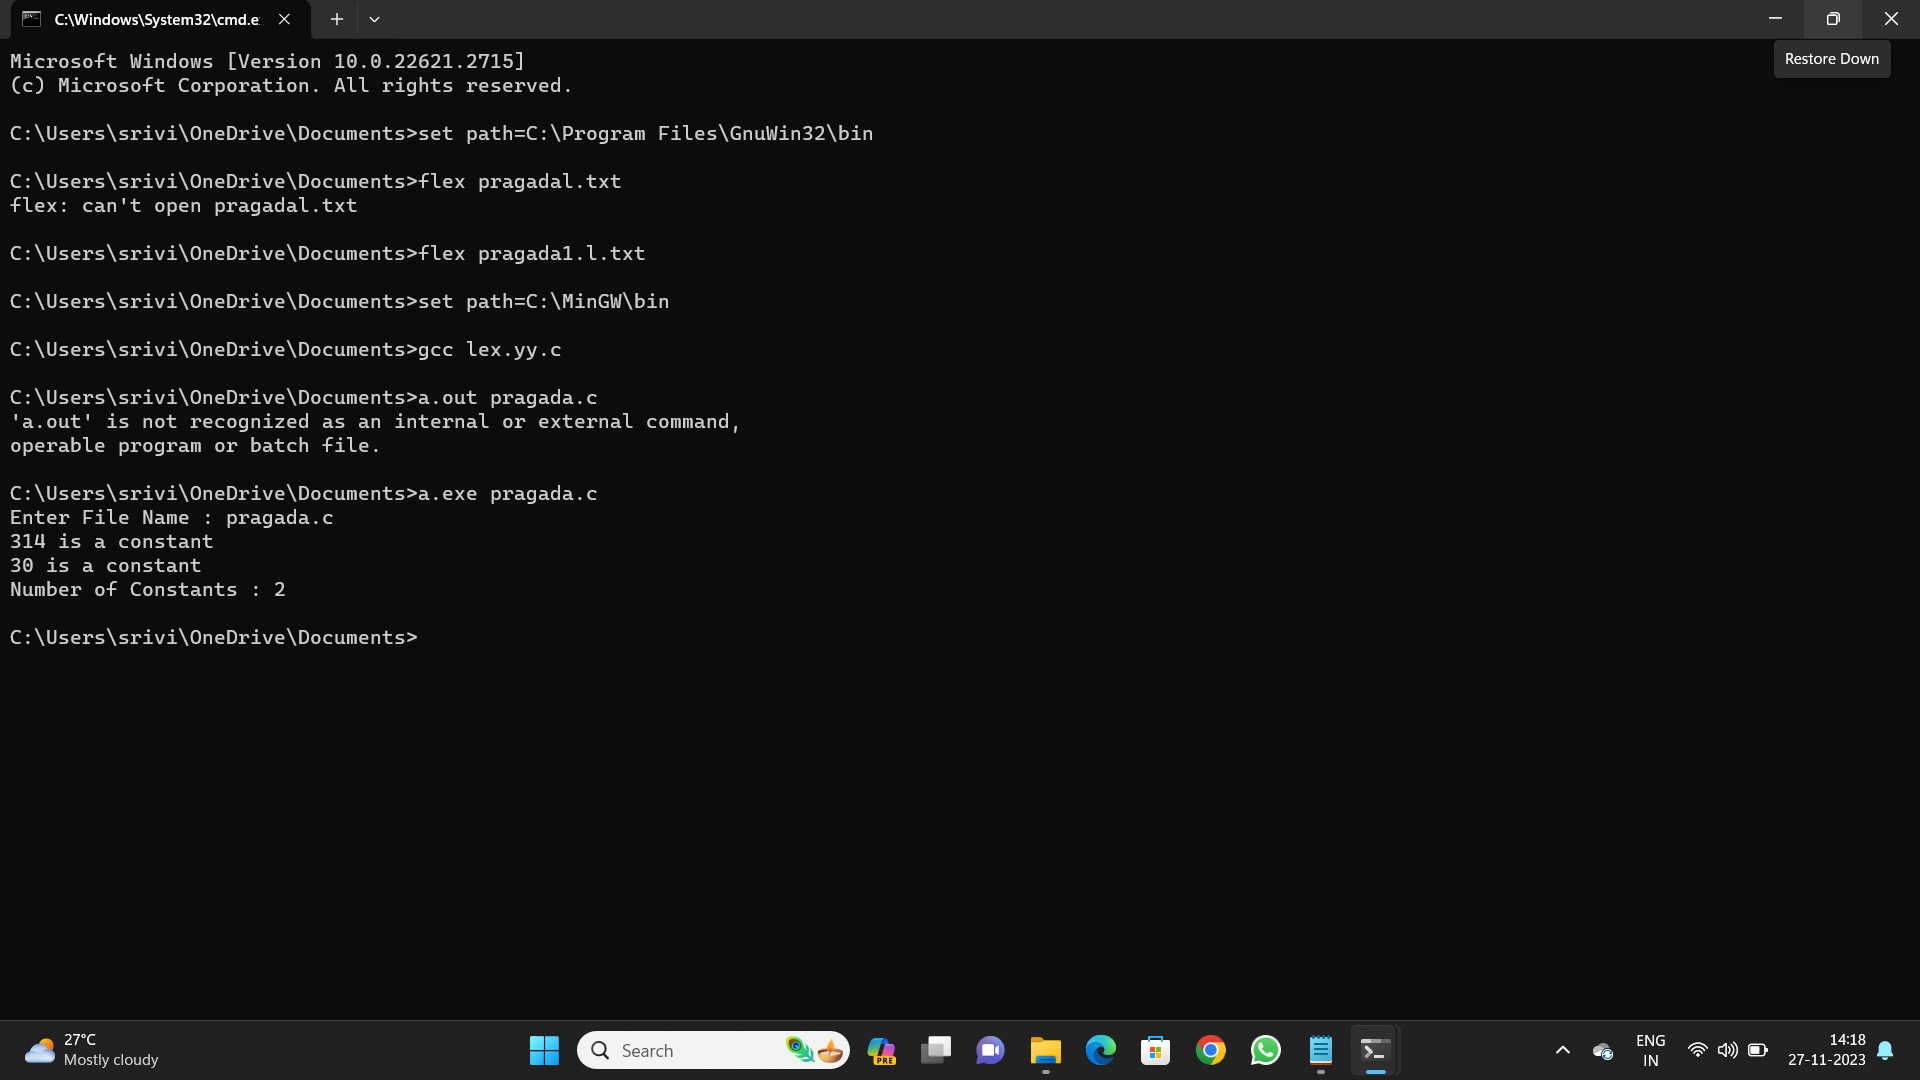 C:\Windows\System32\cmd.e
Restore Down
Microsoft Windows [Version 10.0.22621.2715]
(c) Microsoft Corporation. All rights reserved.
C:\Users\srivi\OneDrive\Documents>set path=C:\Program Files\GnuWin32\bin
C:\Users\srivi\OneDrive\Documents>flex pragadal.txt
flex: can't open pragadal.txt
C:\Users\srivi\OneDrive\Documents>flex pragada1.l.txt
C:\Users\srivi\OneDrive\Documents>set path=C:\MinGW\bin
C:\Users\srivi\OneDrive\Documents>gcc lex.yy.c
C:\Users\srivi\OneDrive\Documents>a.out pragada.c
'a.out' is not recognized as an internal or external command,
operable program or batch file.
C:\Users\srivi\OneDrive\Documents>a.exe pragada.c
Enter File Name : pragada.c
314 is a constant
30 is a constant
Number of Constants : 2
C:\Users\srivi\OneDrive\Documents>
27°C
Mostly cloudy
Search
PRE
ENG
IN
14:18
27-11-2023